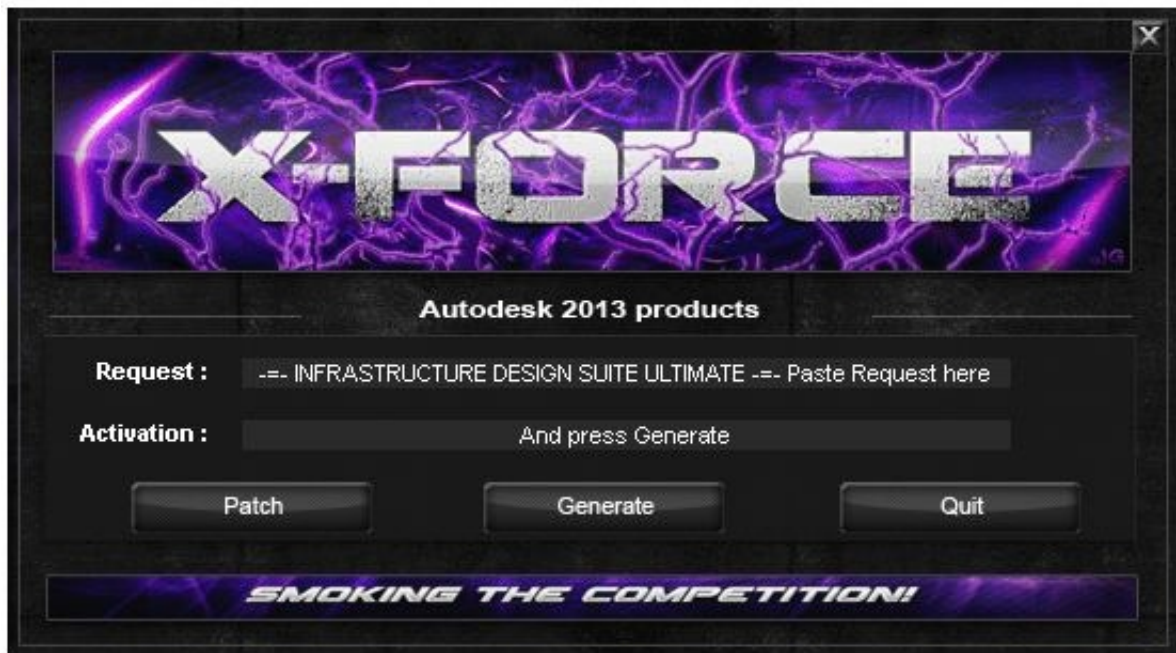 X
X-FORCE
JG
Autodesk 2013 products
Request : -=- INFRASTRUCTURE DESIGN SUITE ULTIMATE -=- Paste Request here
Activation : And press Generate
Patch Generate Quit
SMOKING THE COMPETITION!